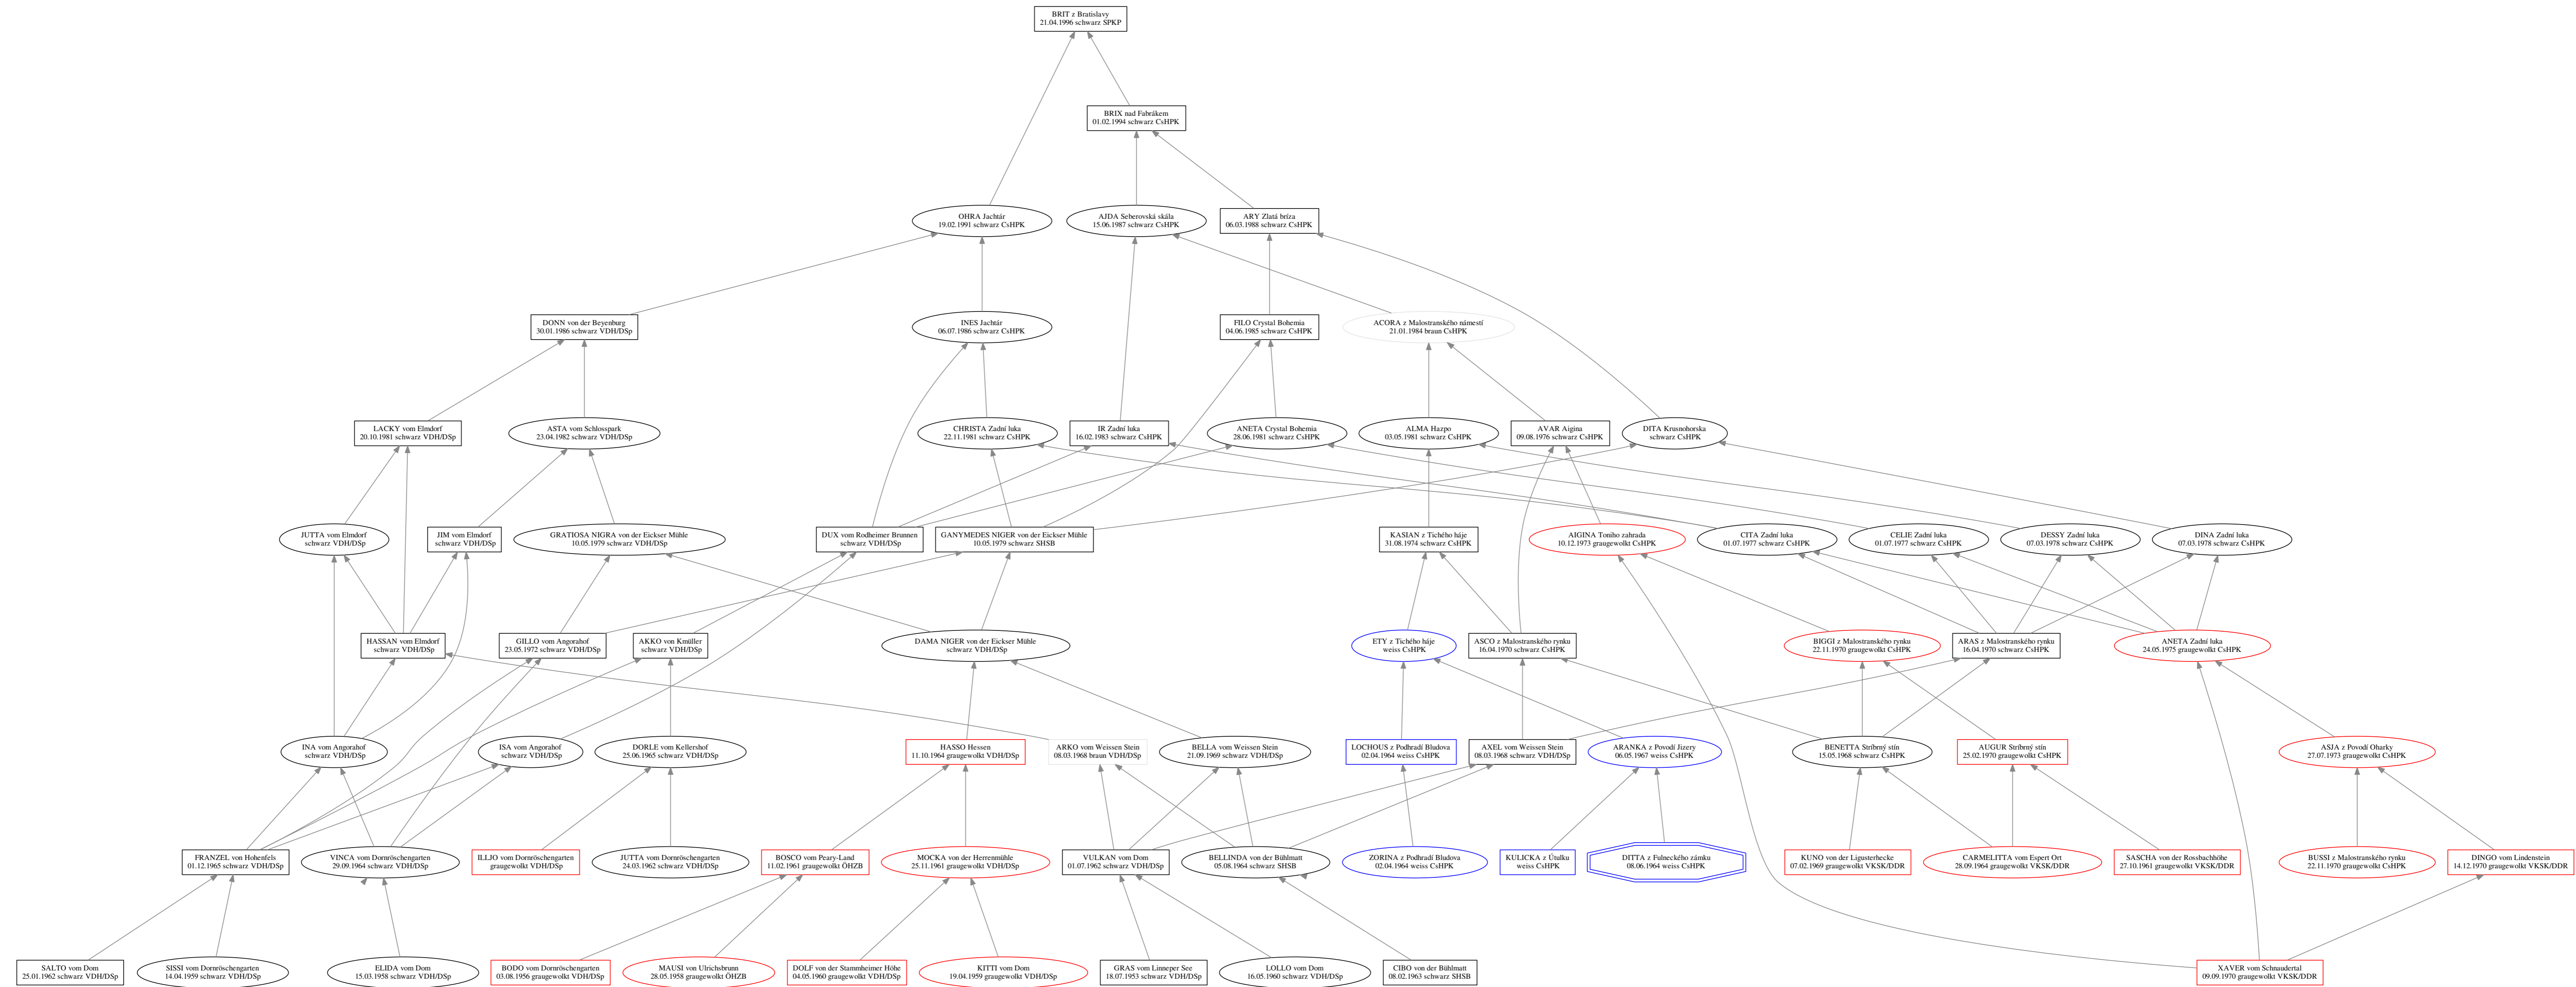 BRIT z Bratislavy
21.04.1996 schwarz SPKP
BRIX nad Fabrákem
01.02.1994 schwarz CsHPK
OHRA Jachtár
19.02.1991 schwarz CsHPK
AJDA Seberovská skála
15.06.1987 schwarz CsHPK
ARY Zlatá bríza
06.03.1988 schwarz CsHPK
DONN von der Beyenburg
30.01.1986 schwarz VDH/DSp
INES Jachtár
06.07.1986 schwarz CsHPK
FILO Crystal Bohemia
04.06.1985 schwarz CsHPK
ACORA z Malostranského námestí
21.01.1984 braun CsHPK
LACKY vom Elmdorf
20.10.1981 schwarz VDH/DSp
ASTA vom Schlosspark
23.04.1982 schwarz VDH/DSp
CHRISTA Zadní luka
22.11.1981 schwarz CsHPK
IR Zadní luka
16.02.1983 schwarz CsHPK
ANETA Crystal Bohemia
28.06.1981 schwarz CsHPK
ALMA Hazpo
03.05.1981 schwarz CsHPK
AVAR Aigina
09.08.1976 schwarz CsHPK
DITA Krusnohorska
schwarz CsHPK
JUTTA vom Elmdorf
schwarz VDH/DSp
JIM vom Elmdorf
schwarz VDH/DSp
GRATIOSA NIGRA von der Eickser Mühle
10.05.1979 schwarz VDH/DSp
DUX vom Rodheimer Brunnen
schwarz VDH/DSp
GANYMEDES NIGER von der Eickser Mühle
10.05.1979 schwarz SHSB
KASIAN z Tichého háje
31.08.1974 schwarz CsHPK
AIGINA Toniho zahrada
10.12.1973 graugewolkt CsHPK
CITA Zadní luka
01.07.1977 schwarz CsHPK
CELIE Zadní luka
01.07.1977 schwarz CsHPK
DESSY Zadní luka
07.03.1978 schwarz CsHPK
DINA Zadní luka
07.03.1978 schwarz CsHPK
HASSAN vom Elmdorf
schwarz VDH/DSp
GILLO vom Angorahof
23.05.1972 schwarz VDH/DSp
AKKO von Kmüller
schwarz VDH/DSp
DAMA NIGER von der Eickser Mühle
schwarz VDH/DSp
ETY z Tichého háje
weiss CsHPK
ASCO z Malostranského rynku
16.04.1970 schwarz CsHPK
BIGGI z Malostranského rynku
22.11.1970 graugewolkt CsHPK
ARAS z Malostranského rynku
16.04.1970 schwarz CsHPK
ANETA Zadní luka
24.05.1975 graugewolkt CsHPK
INA vom Angorahof
schwarz VDH/DSp
ISA vom Angorahof
schwarz VDH/DSp
DORLE vom Kellershof
25.06.1965 schwarz VDH/DSp
HASSO Hessen
11.10.1964 graugewolkt VDH/DSp
ARKO vom Weissen Stein
08.03.1968 braun VDH/DSp
BELLA vom Weissen Stein
21.09.1969 schwarz VDH/DSp
LOCHOUS z Podhradí Bludova
02.04.1964 weiss CsHPK
AXEL vom Weissen Stein
08.03.1968 schwarz VDH/DSp
ARANKA z Povodí Jizery
06.05.1967 weiss CsHPK
BENETTA Stríbrný stín
15.05.1968 schwarz CsHPK
AUGUR Stríbrný stín
25.02.1970 graugewolkt CsHPK
ASJA z Povodí Oharky
27.07.1973 graugewolkt CsHPK
FRANZEL von Hohenfels
01.12.1965 schwarz VDH/DSp
VINCA vom Dornröschengarten
29.09.1964 schwarz VDH/DSp
ILLJO vom Dornröschengarten
graugewolkt VDH/DSp
JUTTA vom Dornröschengarten
24.03.1962 schwarz VDH/DSp
BOSCO vom Peary-Land
11.02.1961 graugewolkt ÖHZB
MOCKA von der Herrenmühle
25.11.1961 graugewolkt VDH/DSp
VULKAN vom Dom
01.07.1962 schwarz VDH/DSp
BELLINDA von der Bühlmatt
05.08.1964 schwarz SHSB
ZORINA z Podhradí Bludova
02.04.1964 weiss CsHPK
KULICKA z Útulku
weiss CsHPK
DITTA z Fulneckého zámku
08.06.1964 weiss CsHPK
KUNO von der Ligusterhecke
07.02.1969 graugewolkt VKSK/DDR
CARMELITTA vom Espert Ort
28.09.1964 graugewolkt VKSK/DDR
SASCHA von der Rossbachhöhe
27.10.1961 graugewolkt VKSK/DDR
BUSSI z Malostranského rynku
22.11.1970 graugewolkt CsHPK
DINGO vom Lindenstein
14.12.1970 graugewolkt VKSK/DDR
SALTO vom Dom
25.01.1962 schwarz VDH/DSp
SISSI vom Dornröschengarten
14.04.1959 schwarz VDH/DSp
ELIDA vom Dom
15.03.1958 schwarz VDH/DSp
BODO vom Dornröschengarten
03.08.1956 graugewolkt VDH/DSp
MAUSI von Ulrichsbrunn
28.05.1958 graugewolkt ÖHZB
DOLF von der Stammheimer Höhe
04.05.1960 graugewolkt VDH/DSp
KITTI vom Dom
19.04.1959 graugewolkt VDH/DSp
GRAS vom Linneper See
18.07.1953 schwarz VDH/DSp
LOLLO vom Dom
16.05.1960 schwarz VDH/DSp
CIBO von der Bühlmatt
08.02.1963 schwarz SHSB
XAVER vom Schnaudertal
09.09.1970 graugewolkt VKSK/DDR